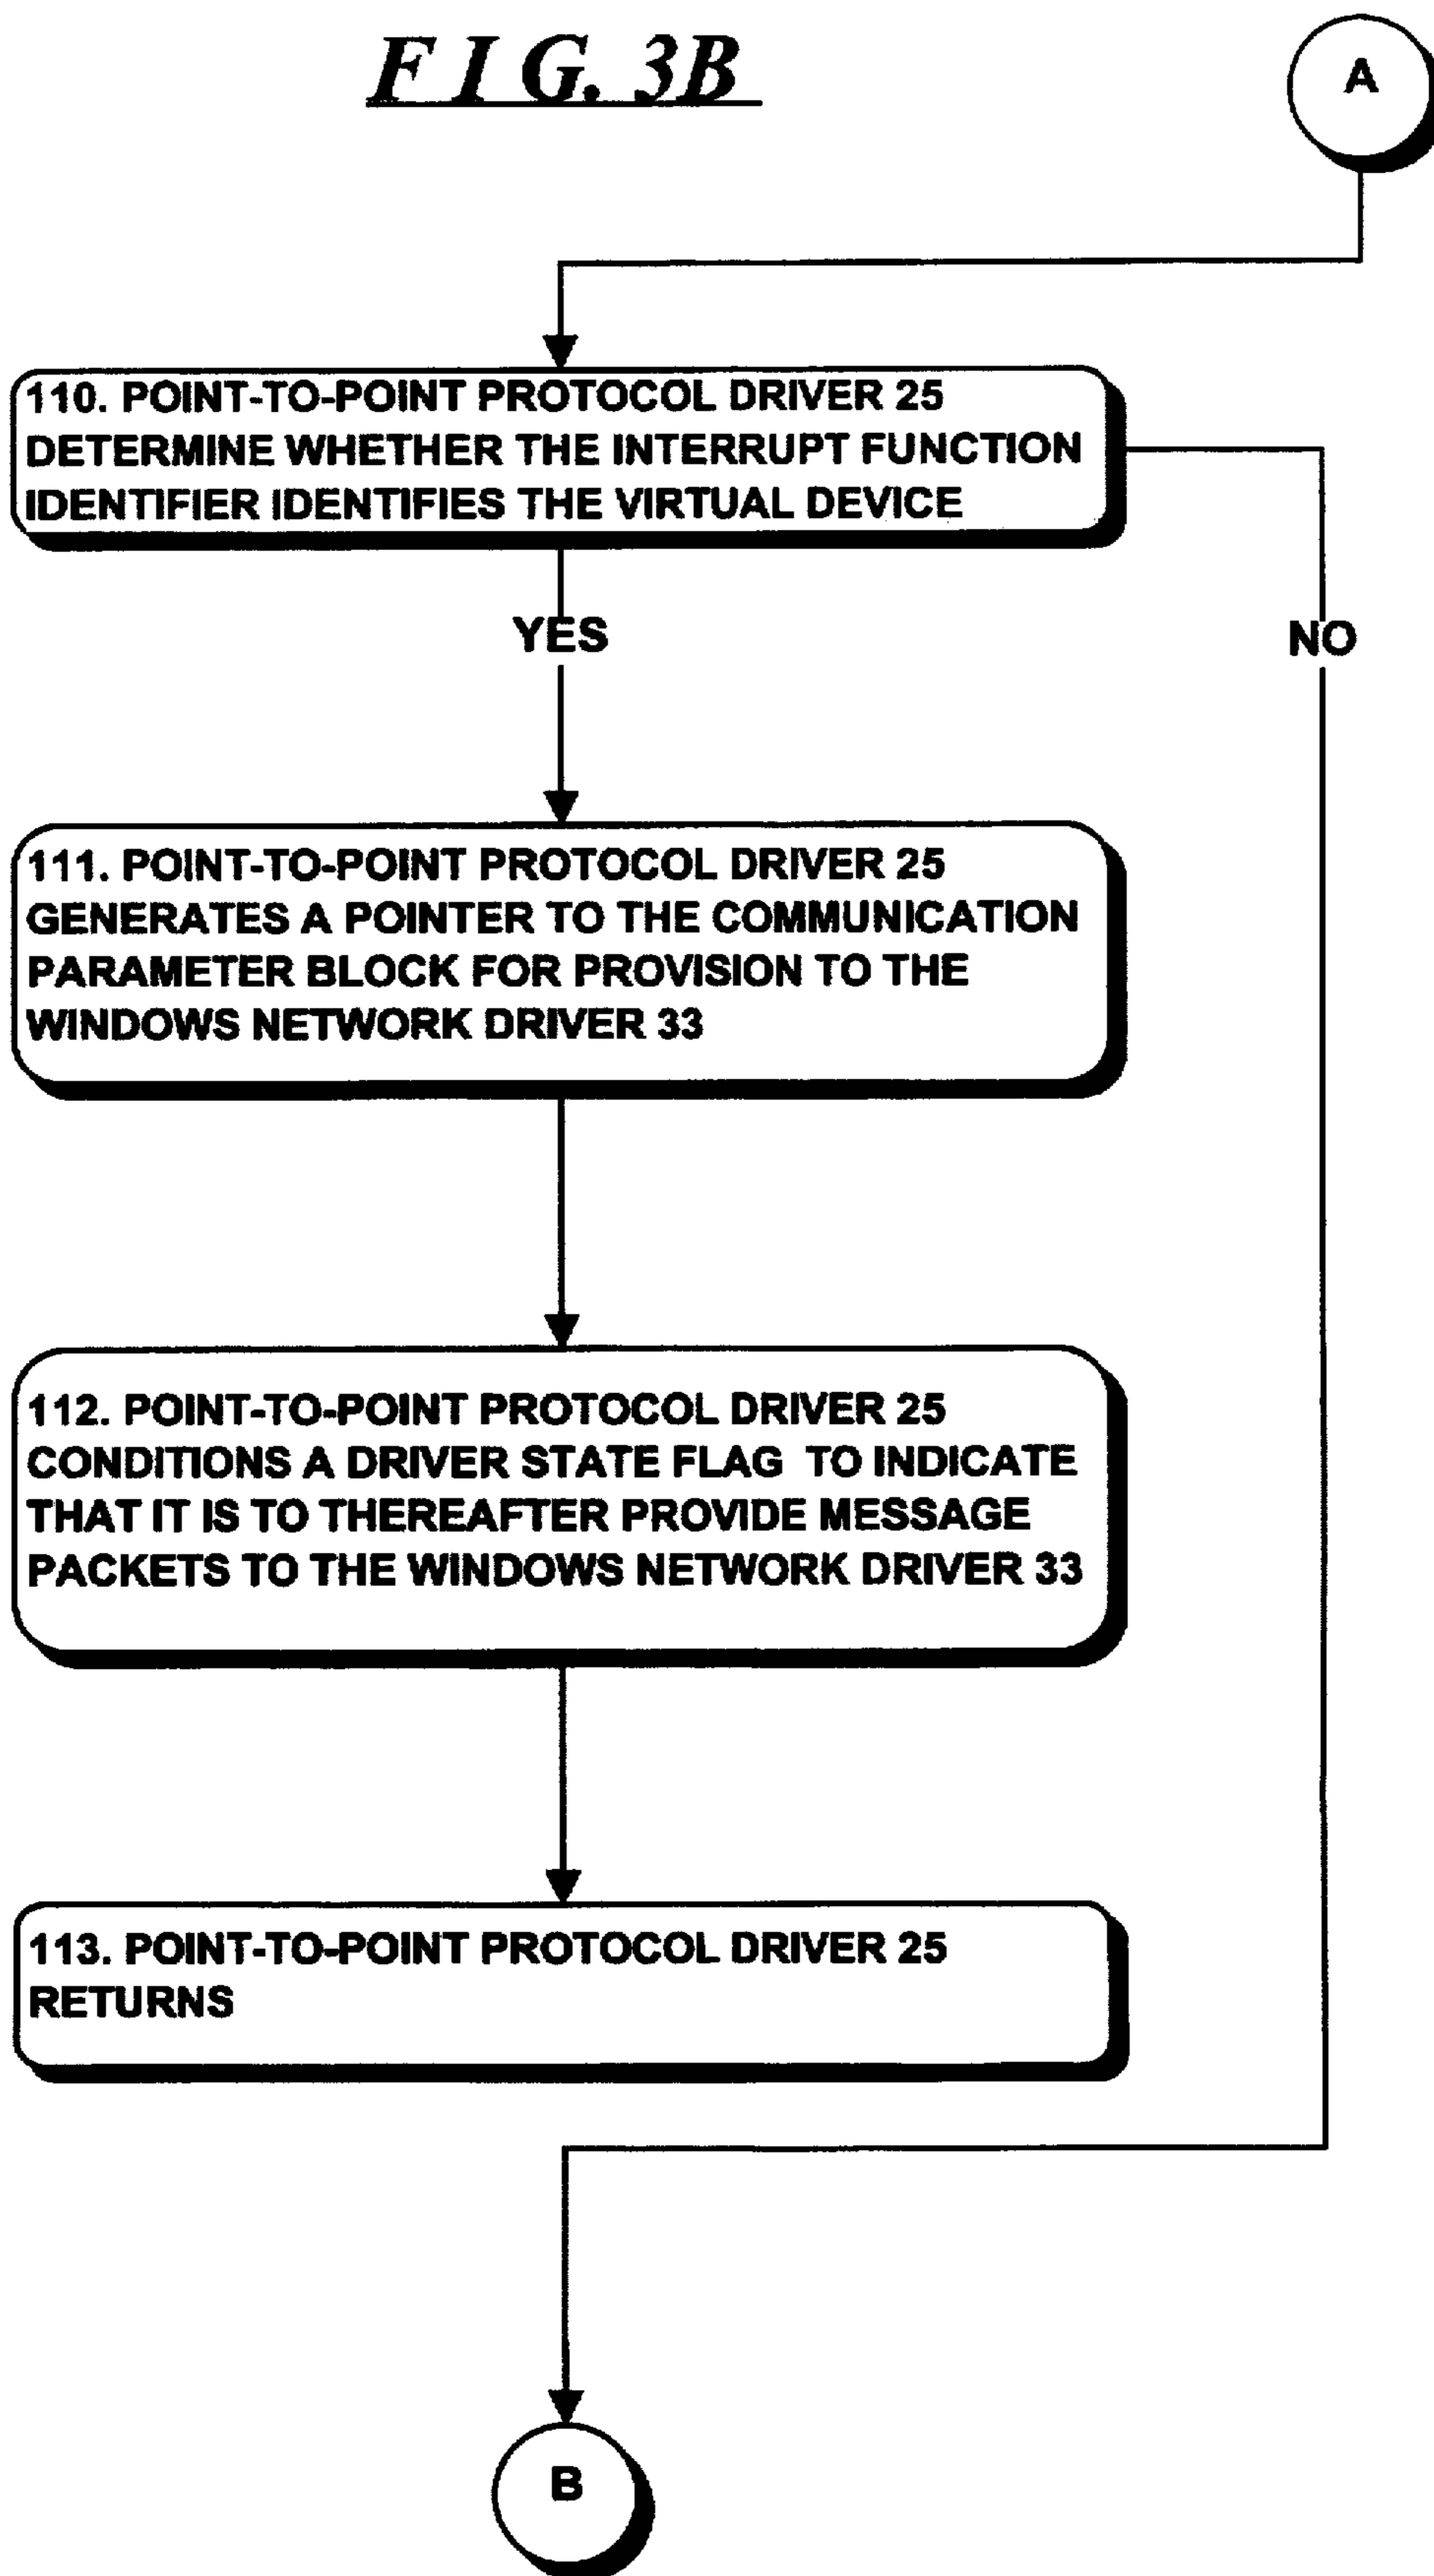 F I G. 3B
A
110. POINT-TO-POINT PROTOCOL DRIVER 25
DETERMINE WHETHER THE INTERRUPT FUNCTION
IDENTIFIER IDENTIFIES THE VIRTUAL DEVICE
YES
NO
111. POINT-TO-POINT PROTOCOL DRIVER 25
GENERATES A POINTER TO THE COMMUNICATION
PARAMETER BLOCK FOR PROVISION TO THE
WINDOWS NETWORK DRIVER 33
112. POINT-TO-POINT PROTOCOL DRIVER 25
CONDITIONS A DRIVER STATE FLAG TO INDICATE
THAT IT IS TO THEREAFTER PROVIDE MESSAGE
PACKETS TO THE WINDOWS NETWORK DRIVER 33
113. POINT-TO-POINT PROTOCOL DRIVER 25
RETURNS
B